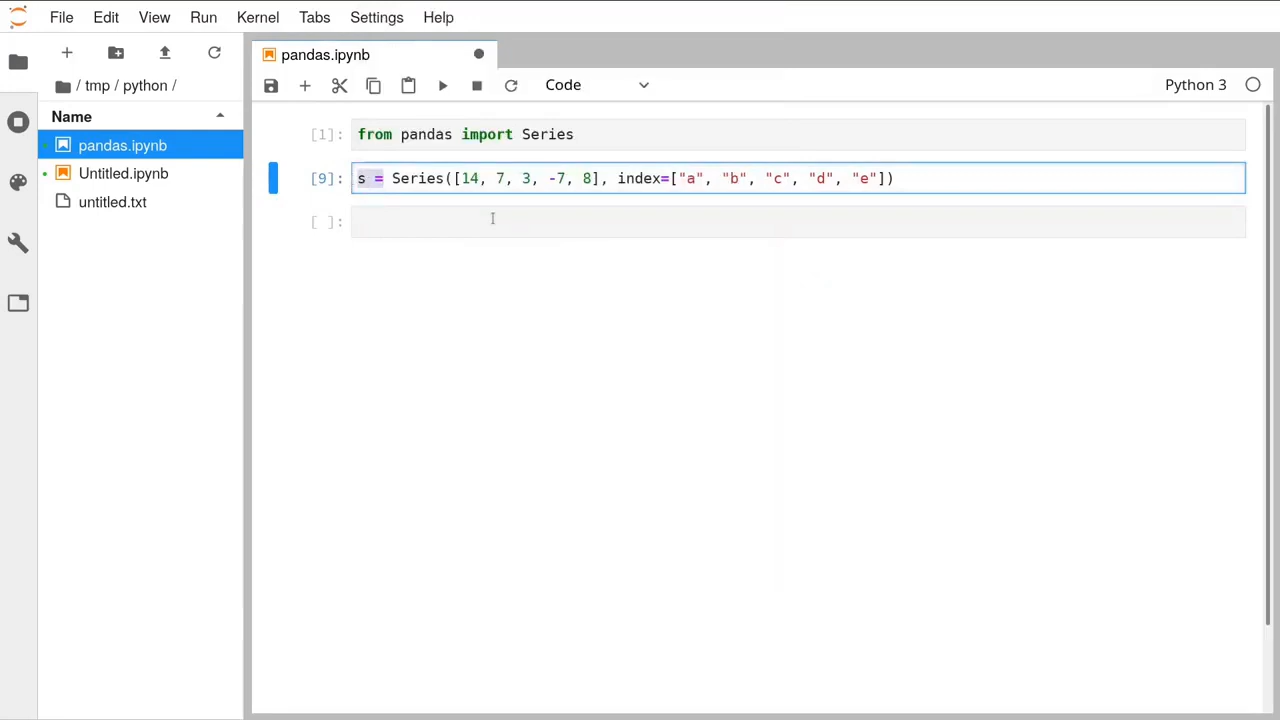 File Edit View Run Kernel Tabs Settings Help
pandas.ipynb
/ tmp / python /
Code
Python 3
Name
pandas.ipynb
Untitled.ipynb
untitled.txt
[1]: from pandas import Series
[9]: s = Series([14, 7, 3, -7, 8], index=["a", "b", "c", "d", "e"])
[ ]: